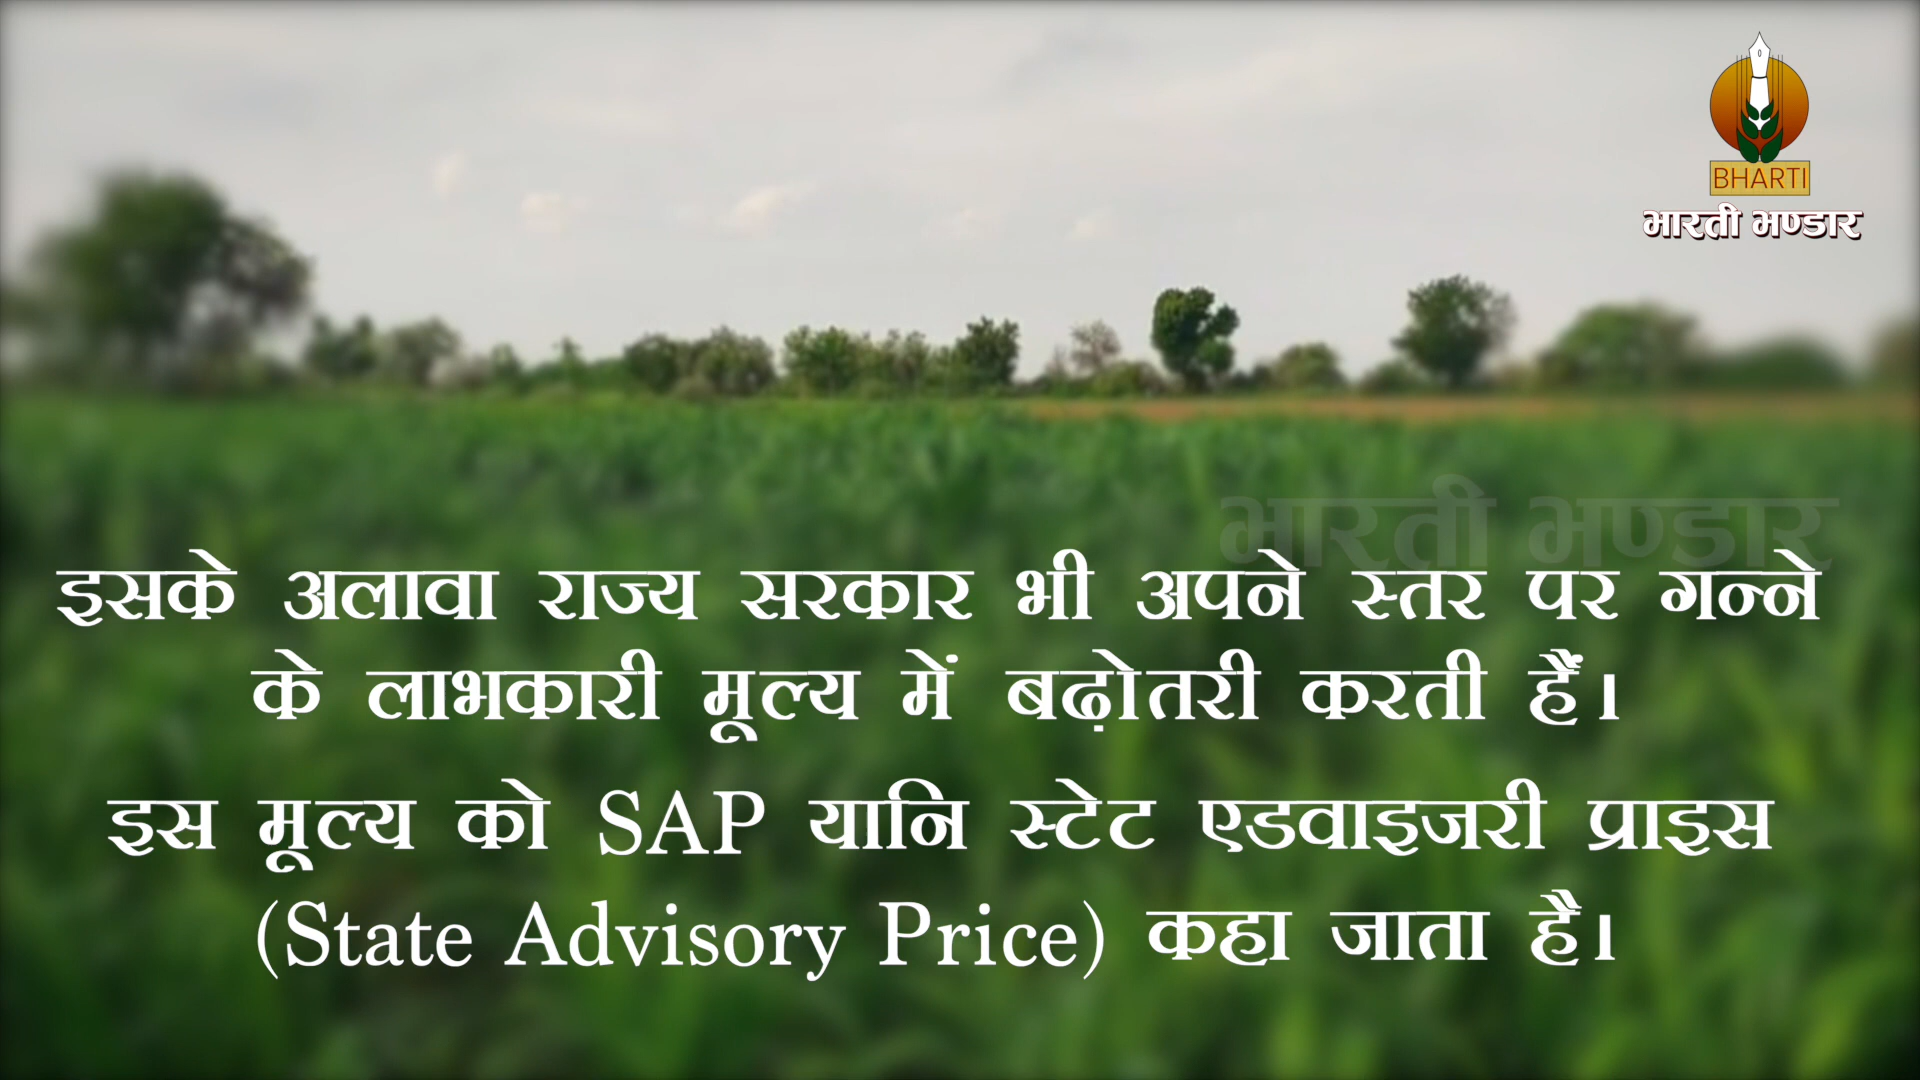 BHARTI
भारती भण्डार
भारती भण्डार
इसके अलावा राज्य सरकार भी अपने स्तर पर गन्ने
के लाभकारी मूल्य में बढ़ोतरी करती हैं।
इस मूल्य को SAP यानि स्टेट एडवाइजरी प्राइस
(State Advisory Price) कहा जाता है।